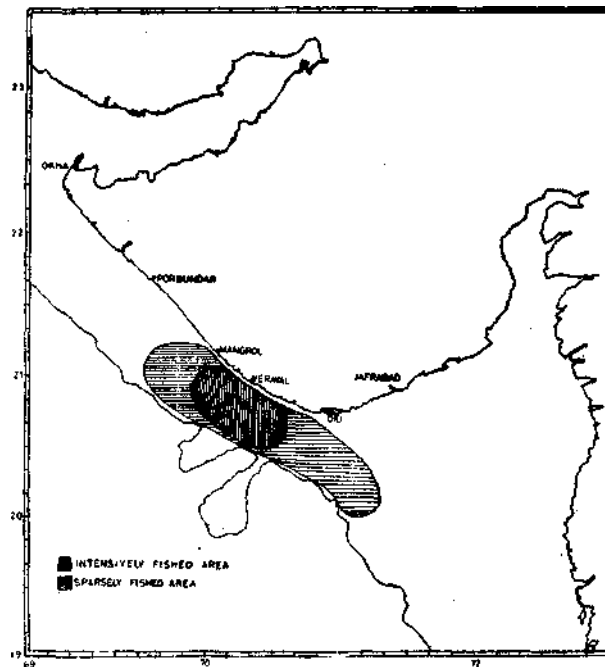 23
OKHA
22
PORBUNDAR
MANGROL
VERAVAL
JAFRABAD
21
DIU
20
INTENSIVELY FISHED AREA
SPARSELY FISHED AREA
19
69
70
72